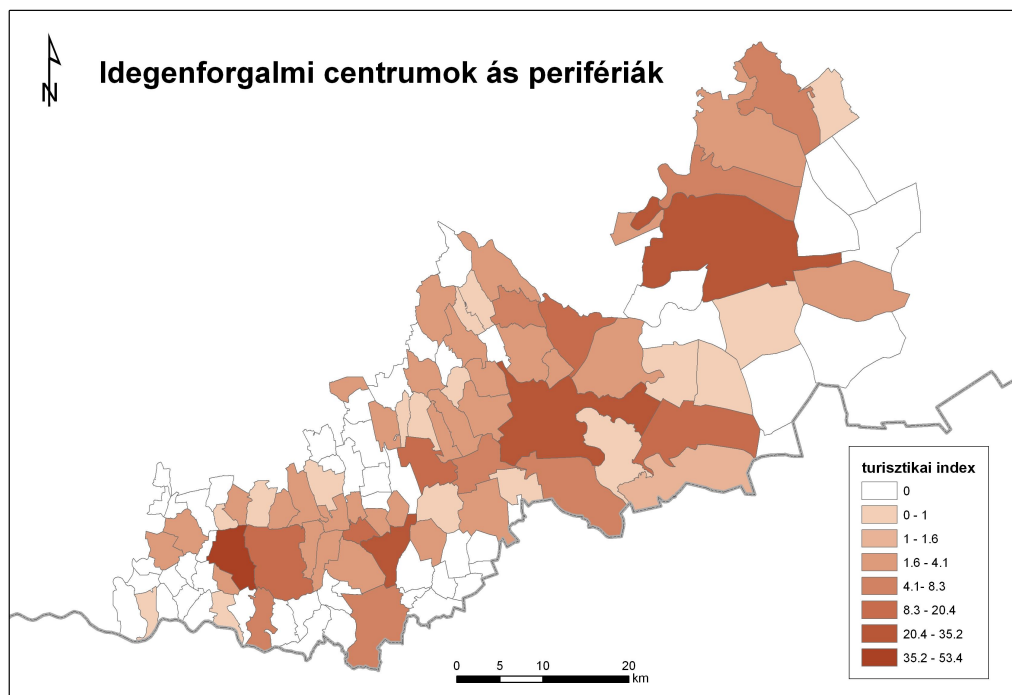 Idegenforgalmi centrumok ás perifériák
N
turisztikai index
0
0 - 1
1 - 1.6
1.6 - 4.1
4.1- 8.3
8.3 - 20.4
20.4 - 35.2
35.2 - 53.4
0 5 10 20
km